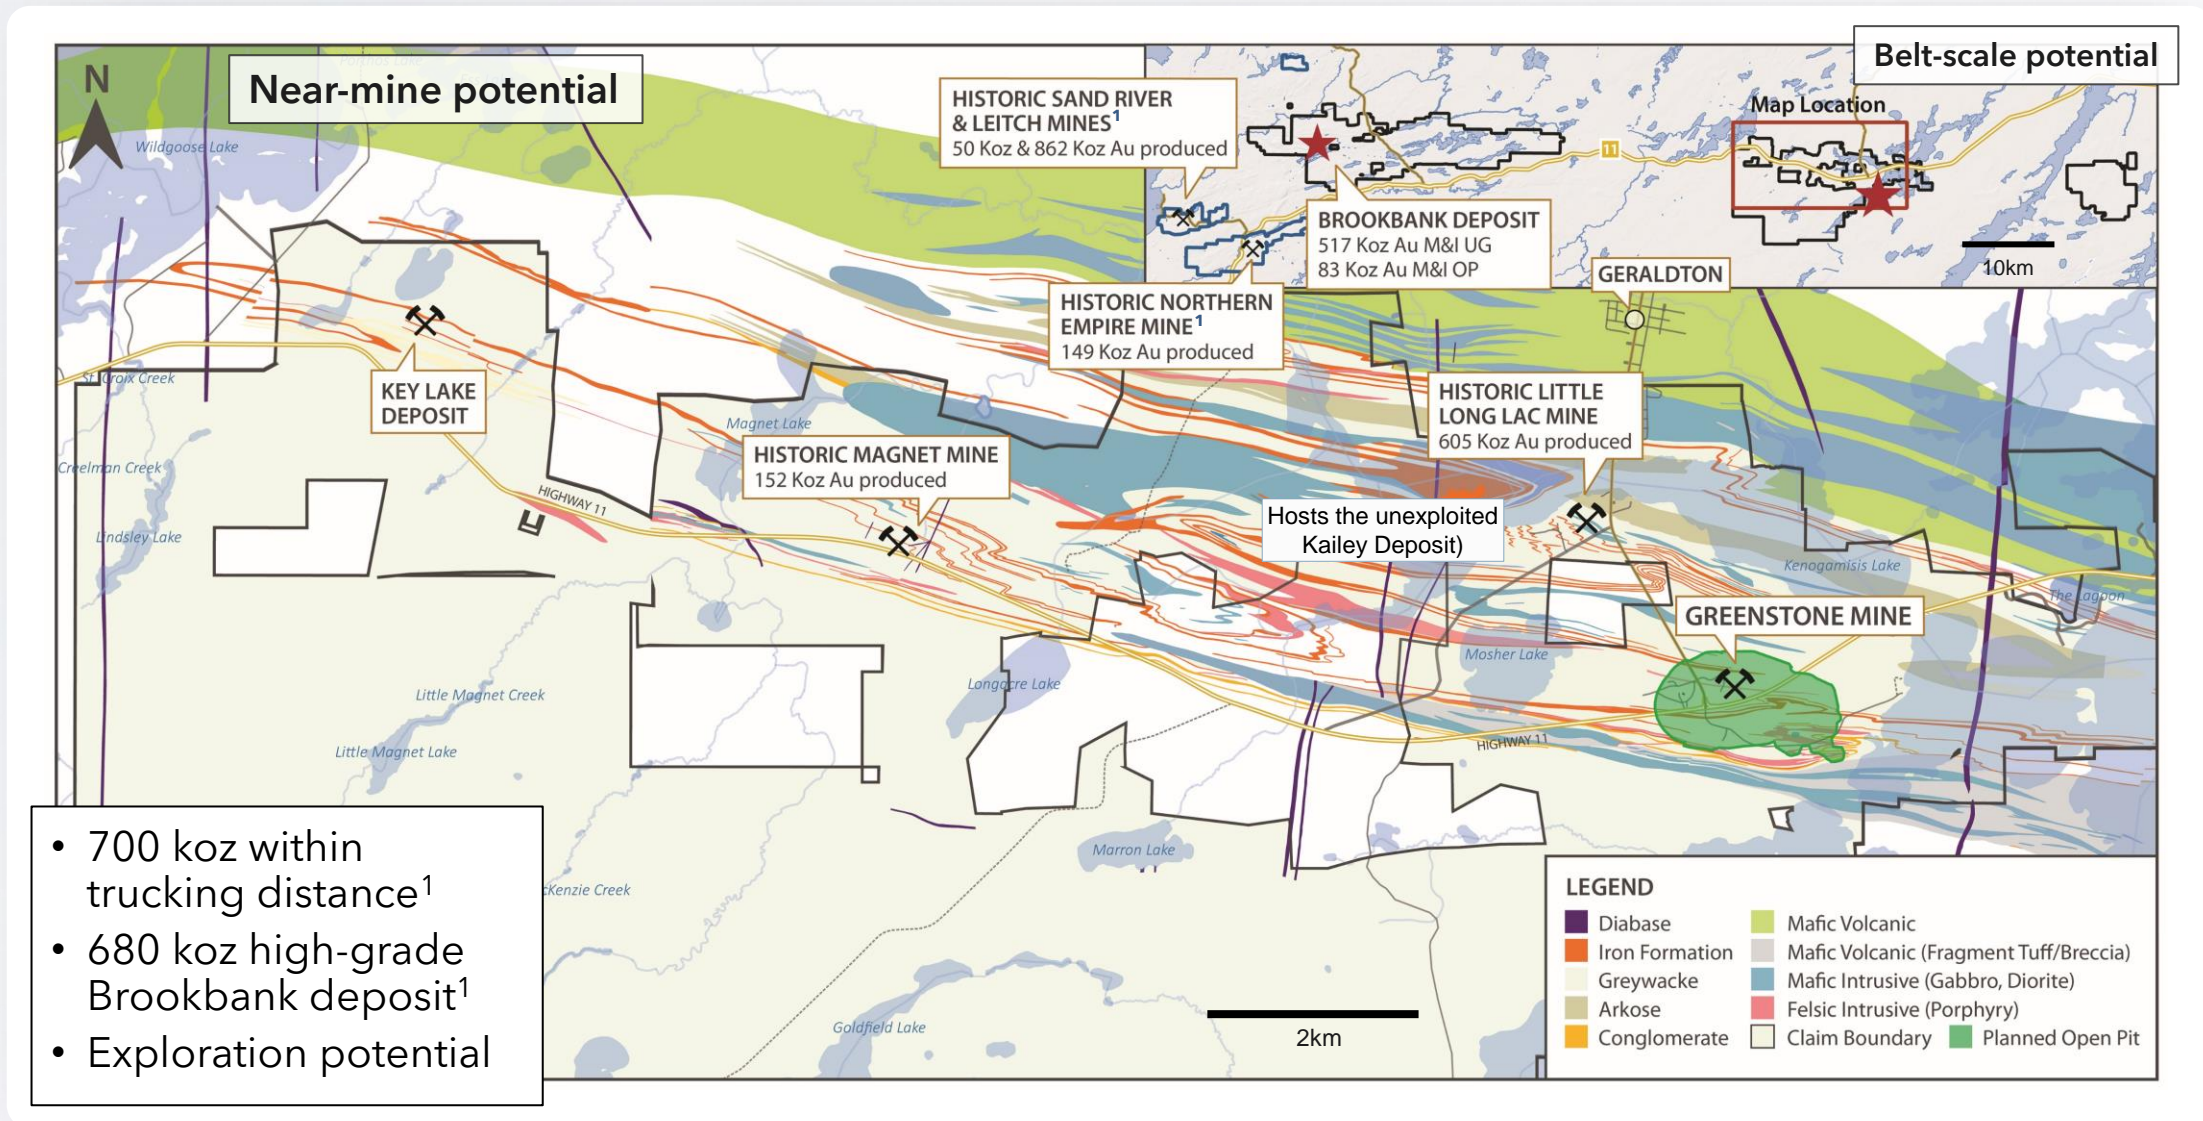 Near-mine potential
Belt-scale potential
N
Wildgoose Lake
HISTORIC SAND RIVER
& LEITCH MINES¹
50 Koz & 862 Koz Au produced
Map Location
11
BROOKBANK DEPOSIT
517 Koz Au M&I UG
83 Koz Au M&I OP
10km
GERALDTON
HISTORIC NORTHERN
EMPIRE MINE¹
149 Koz Au produced
St. Croix Creek
KEY LAKE
DEPOSIT
HISTORIC LITTLE
LONG LAC MINE
605 Koz Au produced
Magnet Lake
HISTORIC MAGNET MINE
152 Koz Au produced
Creelman Creek
HIGHWAY 11
Lindsley Lake
Hosts the unexploited
Kailey Deposit)
Kenogamisis Lake
The Lagoon
GREENSTONE MINE
Mosher Lake
Longacre Lake
Little Magnet Creek
Little Magnet Lake
HIGHWAY 11
Marron Lake
cKenzie Creek
Goldfield Lake
2km
• 700 koz within
trucking distance¹
• 680 koz high-grade
Brookbank deposit¹
• Exploration potential
LEGEND
Diabase
Iron Formation
Greywacke
Arkose
Conglomerate
Mafic Volcanic
Mafic Volcanic (Fragment Tuff/Breccia)
Mafic Intrusive (Gabbro, Diorite)
Felsic Intrusive (Porphyry)
Claim Boundary
Planned Open Pit